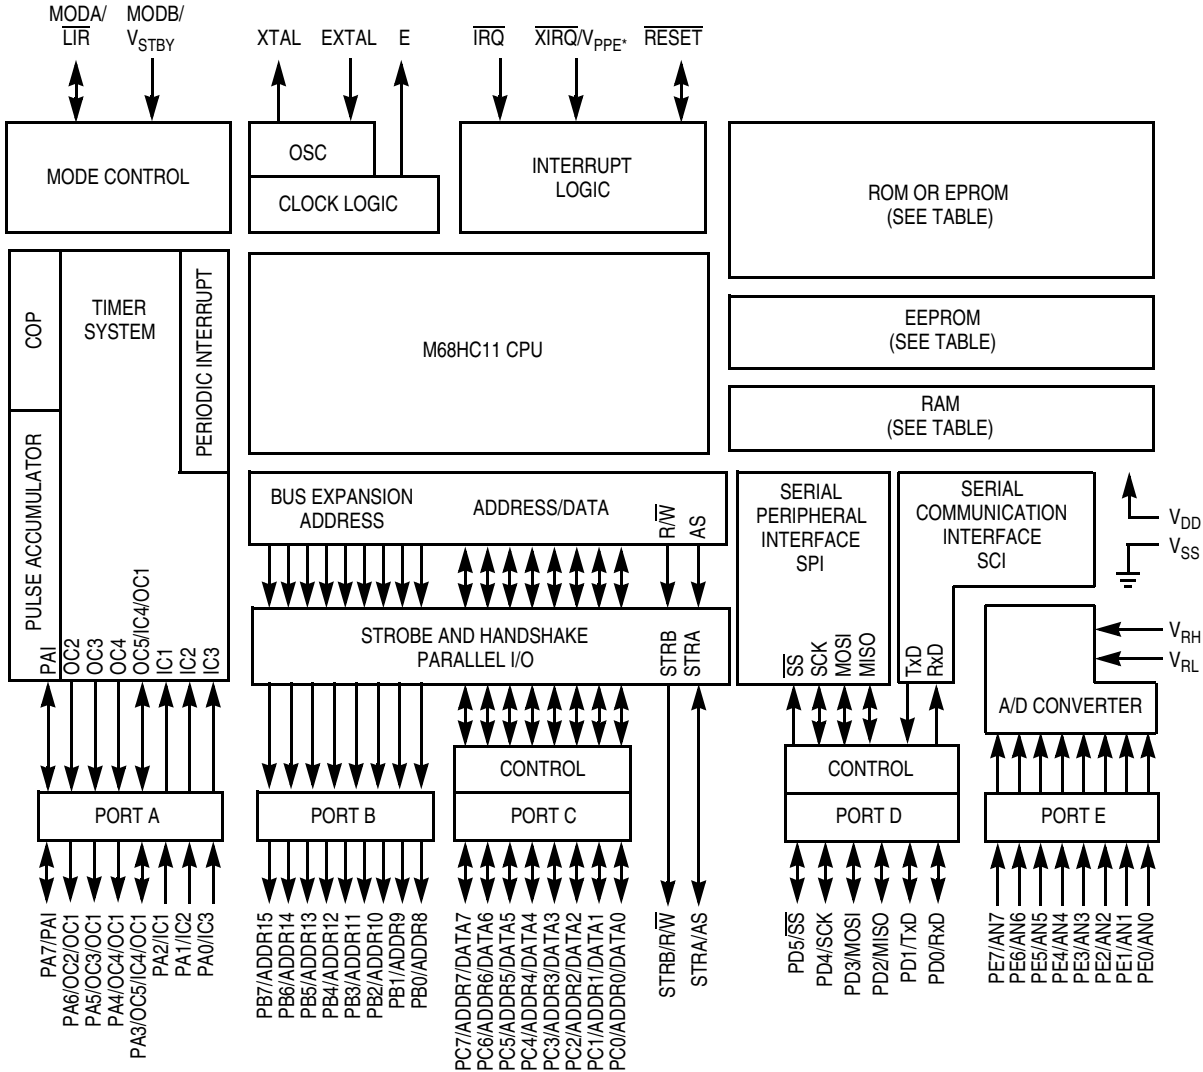 MODA/
LIR
MODB/
VSTBY
XTAL
EXTAL
E
IRQ
XIRQ/VPPE*
RESET
MODE CONTROL
OSC
CLOCK LOGIC
INTERRUPT
LOGIC
ROM OR EPROM
(SEE TABLE)
COP
TIMER
SYSTEM
PERIODIC INTERRUPT
M68HC11 CPU
EEPROM
(SEE TABLE)
RAM
(SEE TABLE)
PULSE ACCUMULATOR
PAI
OC2
OC3
OC4
OC5/IC4/OC1
IC1
IC2
IC3
BUS EXPANSION
ADDRESS
ADDRESS/DATA
R/W
AS
STROBE AND HANDSHAKE
PARALLEL I/O
STRB
STRA
SERIAL
PERIPHERAL
INTERFACE
SPI
SS
SCK
MOSI
MISO
SERIAL
COMMUNICATION
INTERFACE
SCI
TxD
RxD
VDD
VSS
VRH
VRL
A/D CONVERTER
CONTROL
CONTROL
PORT A
PORT B
PORT C
PORT D
PORT E
PA7/PAI
PA6/OC2/OC1
PA5/OC3/OC1
PA4/OC4/OC1
PA3/OC5/IC4/OC1
PA2/IC1
PA1/IC2
PA0/IC3
PB7/ADDR15
PB6/ADDR14
PB5/ADDR13
PB4/ADDR12
PB3/ADDR11
PB2/ADDR10
PB1/ADDR9
PB0/ADDR8
PC7/ADDR7/DATA7
PC6/ADDR6/DATA6
PC5/ADDR5/DATA5
PC4/ADDR4/DATA4
PC3/ADDR3/DATA3
PC2/ADDR2/DATA2
PC1/ADDR1/DATA1
PC0/ADDR0/DATA0
STRB/R/W
STRA/AS
PD5/SS
PD4/SCK
PD3/MOSI
PD2/MISO
PD1/TxD
PD0/RxD
PE7/AN7
PE6/AN6
PE5/AN5
PE4/AN4
PE3/AN3
PE2/AN2
PE1/AN1
PE0/AN0